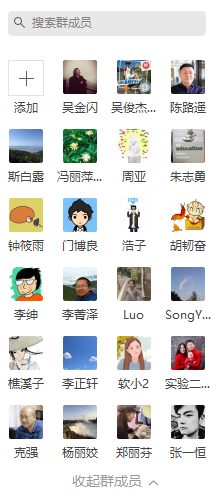 搜索群成员
添加 吴金闪 吴俊杰... 陈路遥
斯白露 冯丽萍... 周亚 朱志勇
钟筱雨 门博良 浩子 胡韧奋
李绅 李菁泽 Luo SongY...
樵溪子 李正轩 软小2 实验二...
克强 杨丽姣 郑丽芬 张一恒
收起群成员